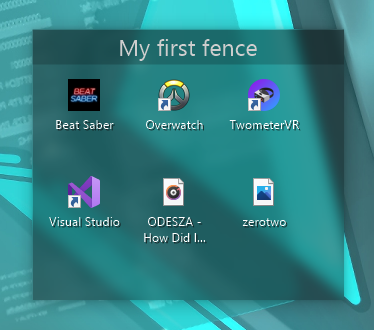 My first fence
BEAT
SABER
Beat Saber
Overwatch
TwometerVR
Visual Studio
ODESZA -
How Did I...
zerotwo